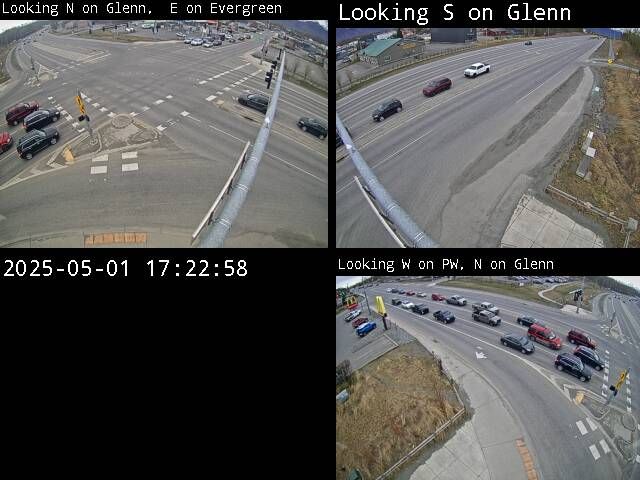 Looking N on Glenn, E on Evergreen
Looking S on Glenn
2025-05-01 17:22:58
Looking W on PW, N on Glenn